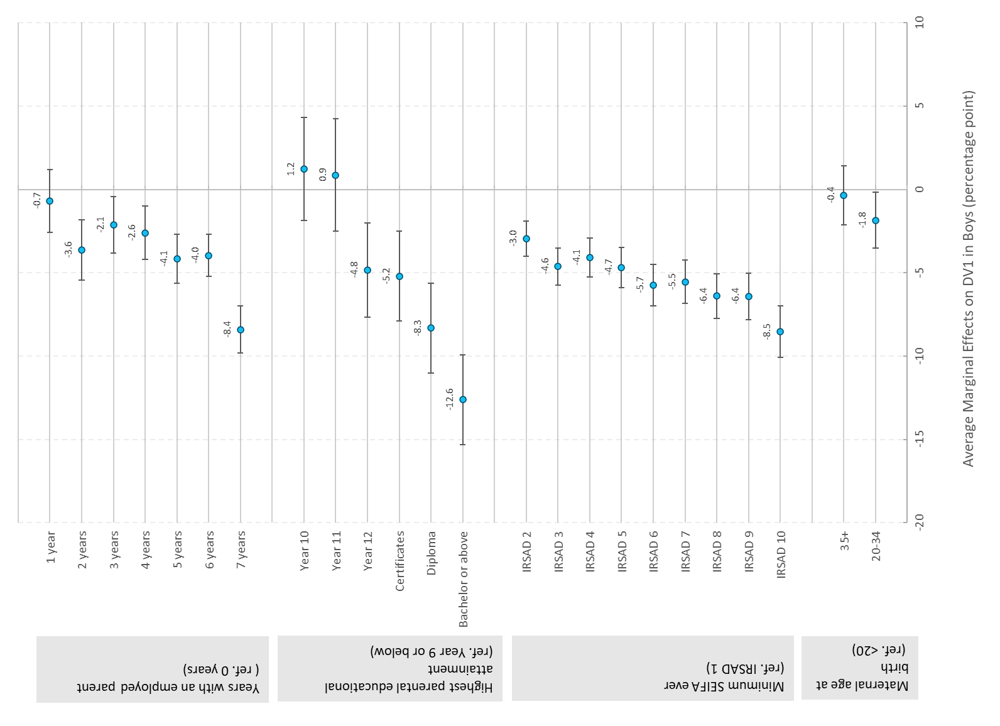 Years with an employed parent
( ref. 0 years)
1 year
-0.7
2 years
-3.6
3 years
-2.1
4 years
-2.6
5 years
-4.1
6 years
-4.0
7 years
-8.4
Highest parental educational
attainment
(ref. Year 9 or below)
Year 10
1.2
Year 11
0.9
Year 12
-4.8
Certificates
-5.2
Diploma
-8.3
Bachelor or above
-12.6
Minimum SEIFA ever
(ref. IRSAD 1)
IRSAD 2
-3.0
IRSAD 3
-4.6
IRSAD 4
-4.1
IRSAD 5
-4.7
IRSAD 6
-5.7
IRSAD 7
-5.5
IRSAD 8
-6.4
IRSAD 9
-6.4
IRSAD 10
-8.5
Maternal age at
birth
(ref. <20)
35+
-0.4
20-34
-1.8
-20
-15
-10
-5
0
5
10
Average Marginal Effects on DV1 in Boys (percentage point)